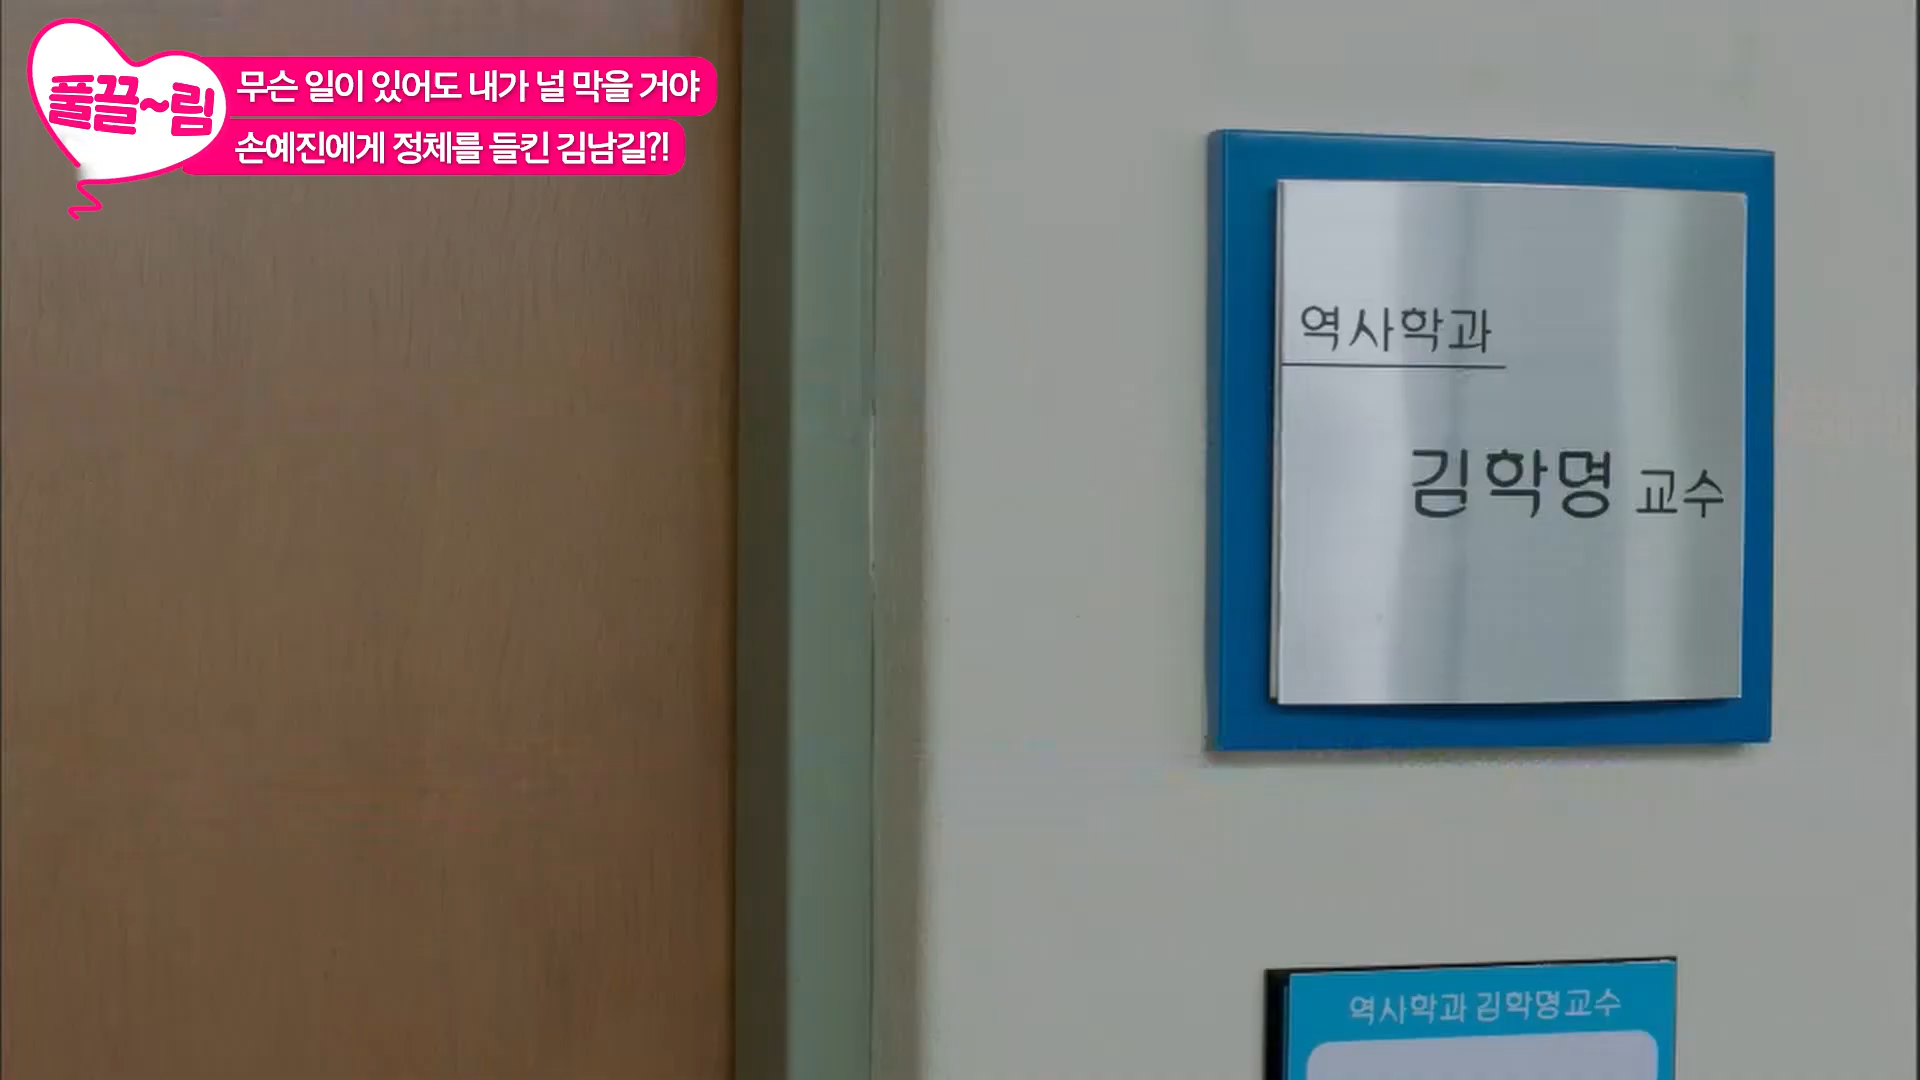 풀끌~림
무슨 일이 있어도 내가 널 막을 거야
손예진에게 정체를 들킨 김남길?!
역사학과
김학명 교수
역사학과 김학명교수